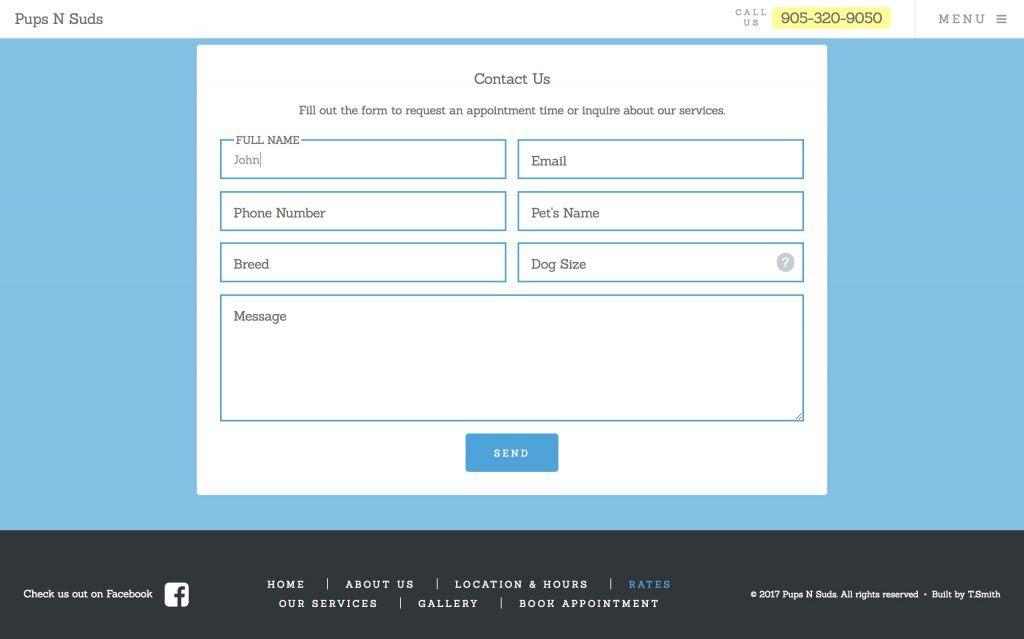 Pups N Suds
CALL US
905-320-9050
MENU
Contact Us
Fill out the form to request an appointment time or inquire about our services.
FULL NAME
John
Email
Phone Number
Pet's Name
Breed
Dog Size
?
Message
SEND
Check us out on Facebook
HOME | ABOUT US | LOCATION & HOURS | RATES
OUR SERVICES | GALLERY | BOOK APPOINTMENT
© 2017 Pups N Suds. All rights reserved • Built by T.Smith